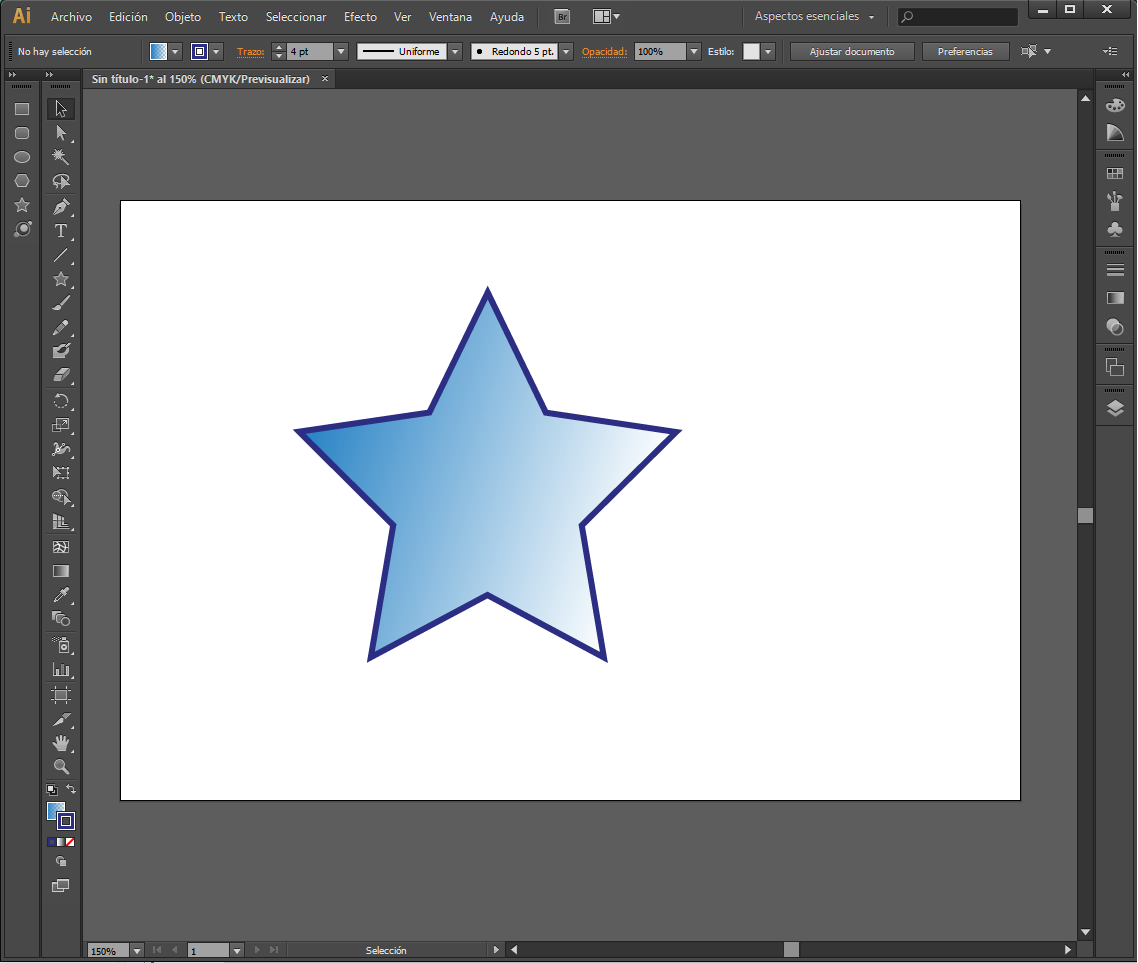 Ai Archivo Edición Objeto Texto Seleccionar Efecto Ver Ventana Ayuda Br Aspectos esenciales
No hay selección Trazo: 4 pt Uniforme Redondo 5 pt. Opacidad: 100% Estilo: Ajustar documento Preferencias
Sin título-1* al 150% (CMYK/Previsualizar)
T
150% 1 Selección